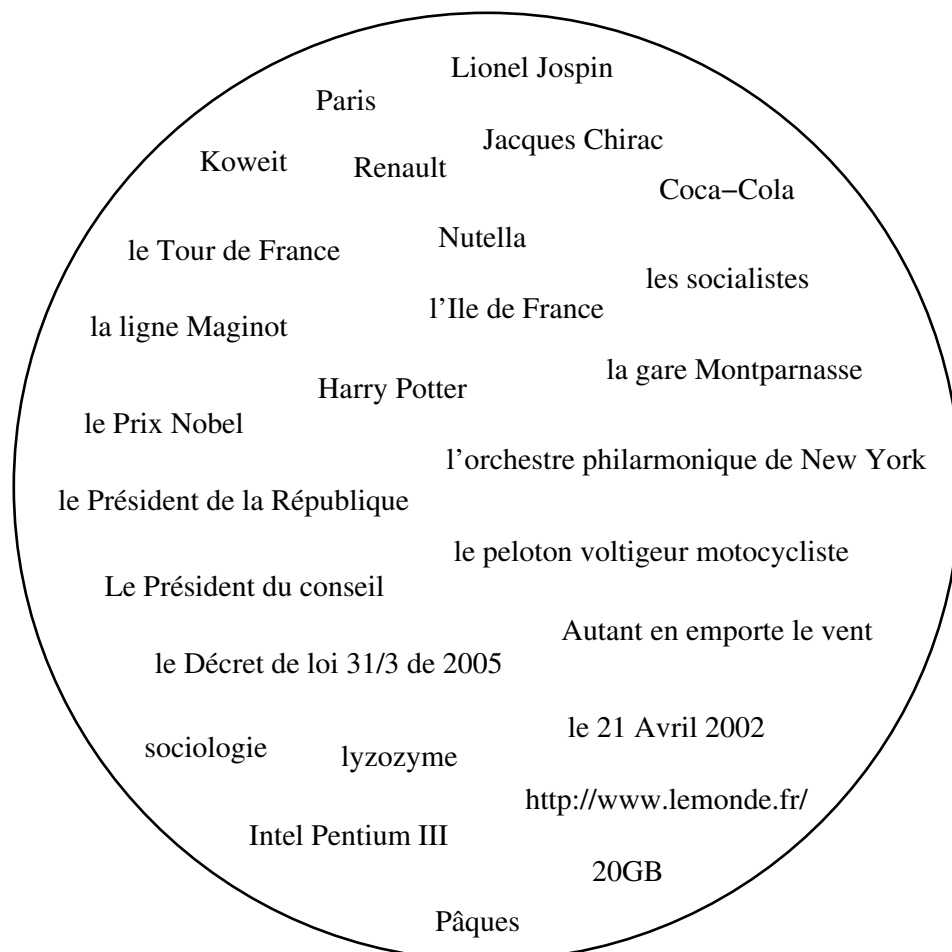 Lionel Jospin
Paris
Jacques Chirac
Koweit
Renault
Coca−Cola
le Tour de France
Nutella
les socialistes
l’Ile de France
la ligne Maginot
la gare Montparnasse
Harry Potter
le Prix Nobel
l’orchestre philarmonique de New York
le Président de la République
le peloton voltigeur motocycliste
Le Président du conseil
Autant en emporte le vent
le Décret de loi 31/3 de 2005
le 21 Avril 2002
sociologie
lyzozyme
http://www.lemonde.fr/
Intel Pentium III
20GB
Pâques